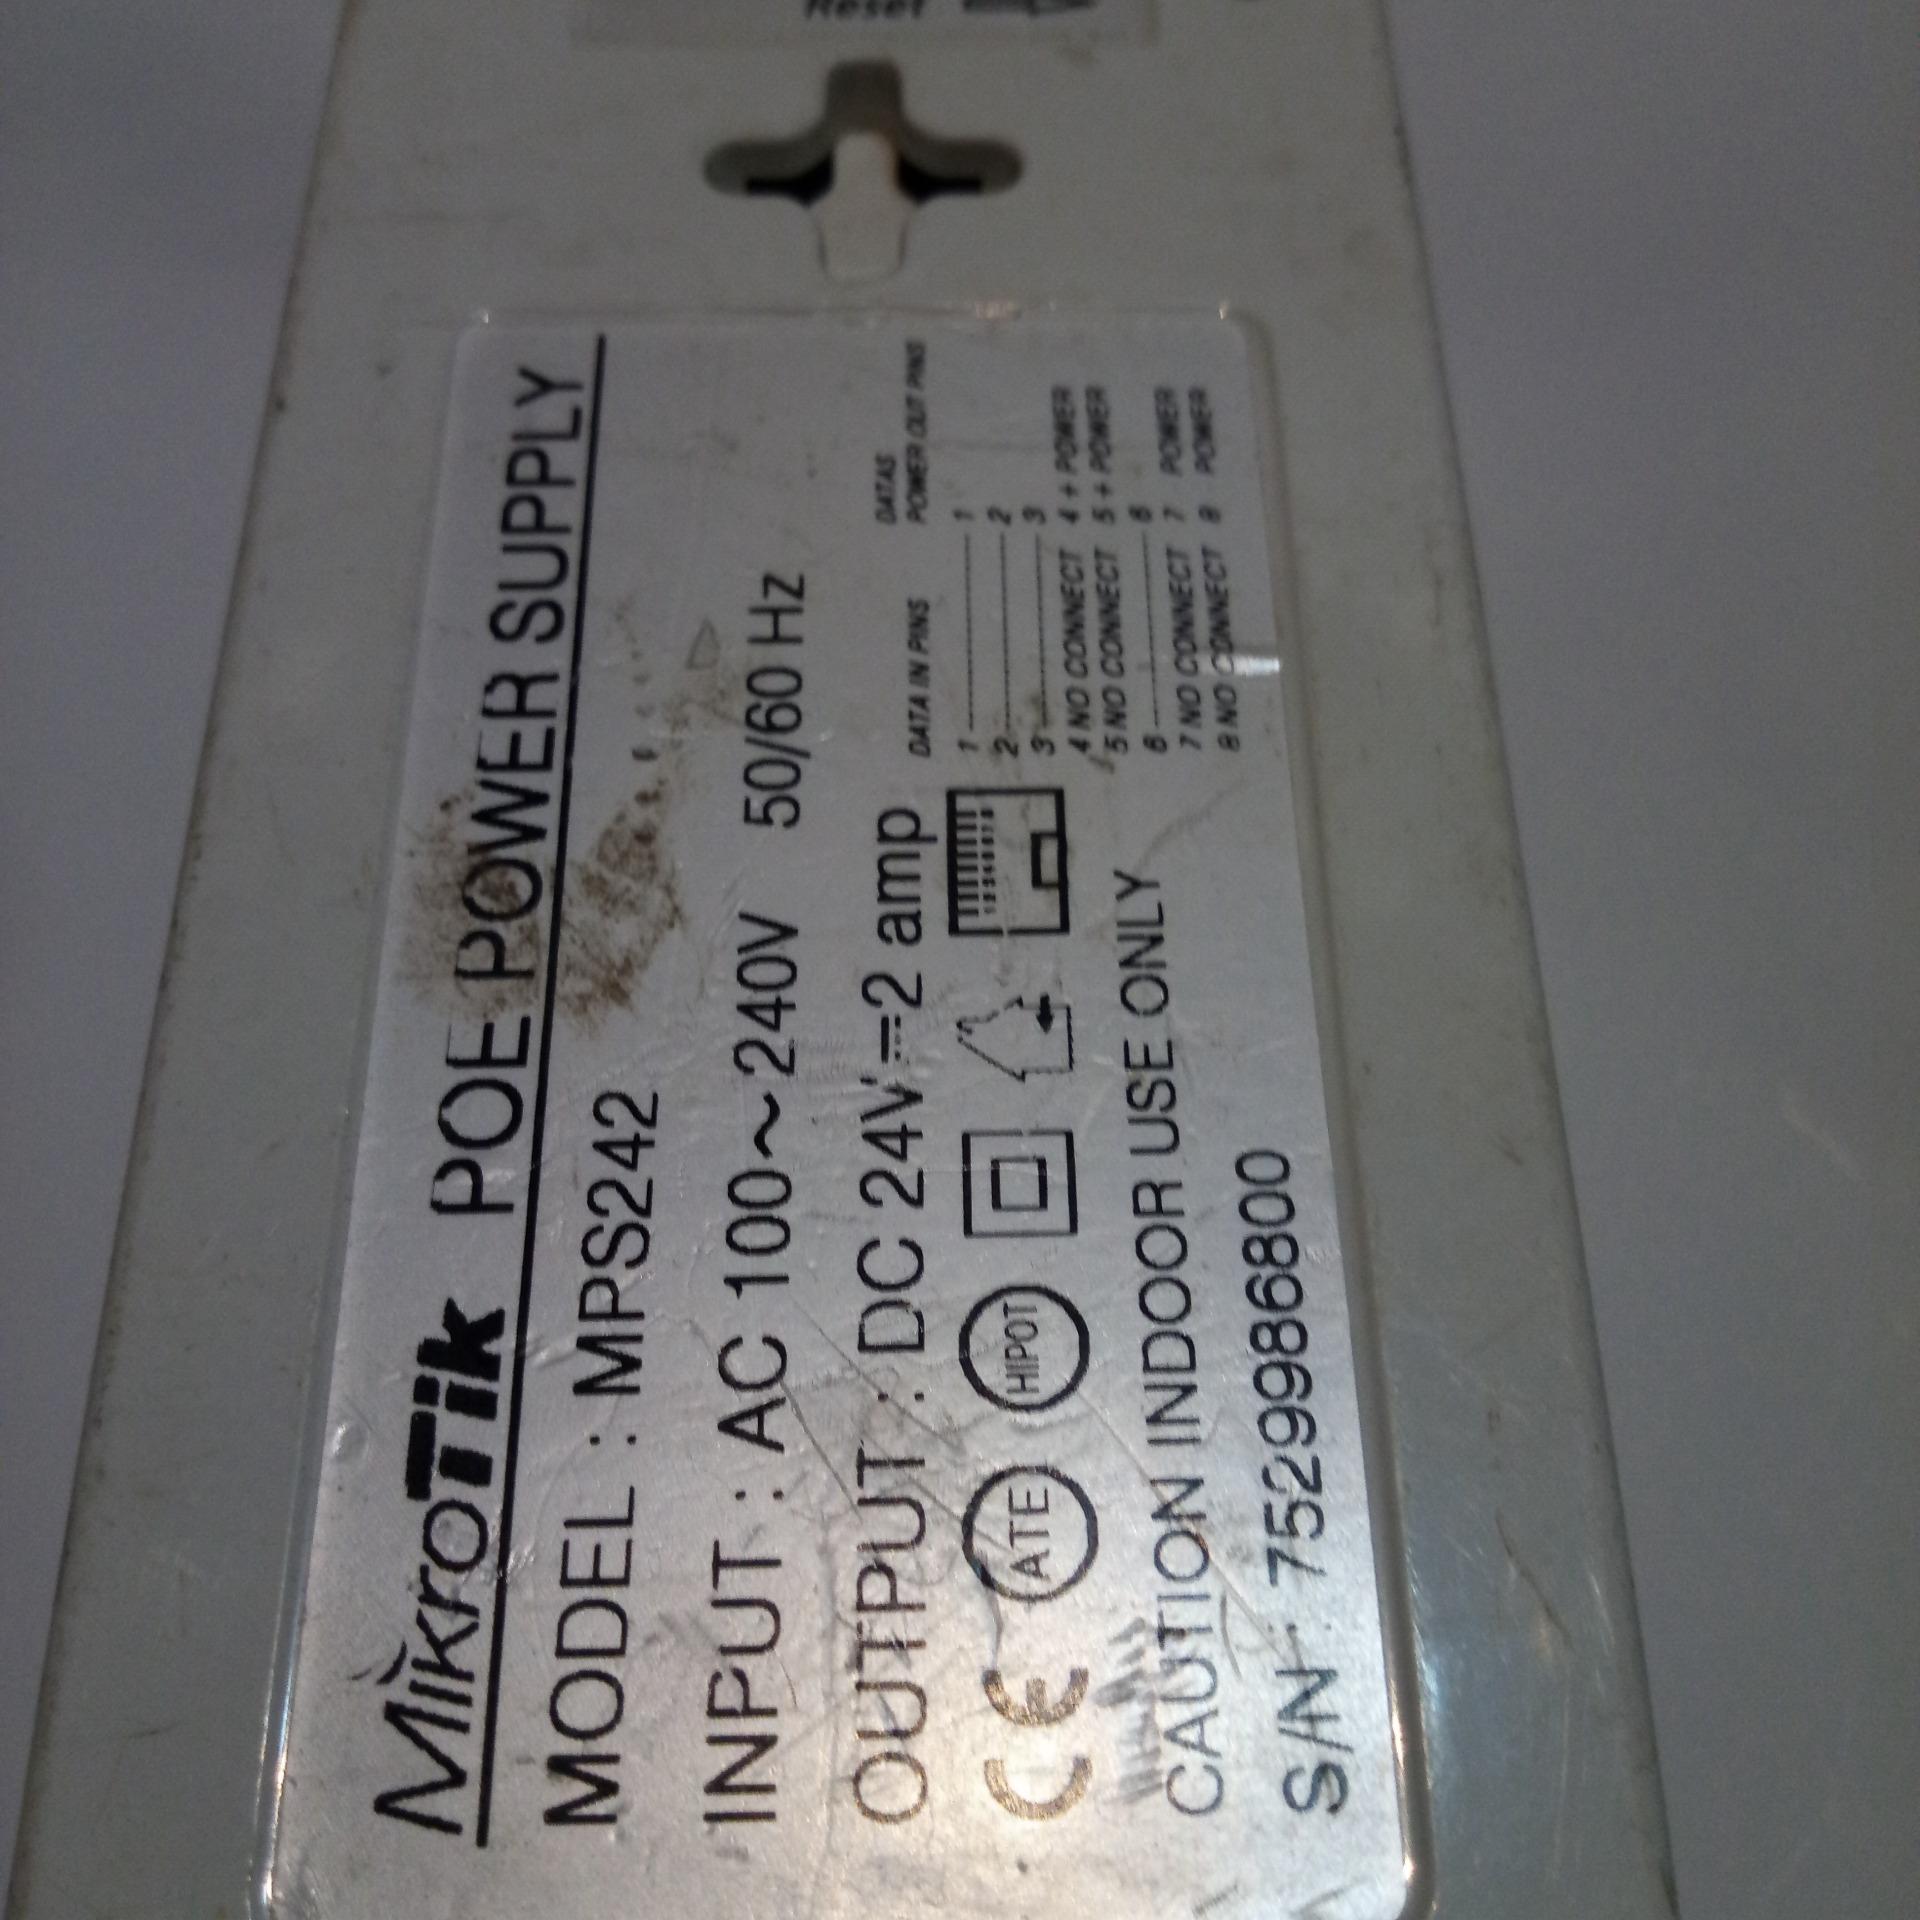 Reset
MikroTik POE POWER SUPPLY
MODEL : MPS242
INPUT : AC 100~240V 50/60 Hz
OUTPUT : DC 24V⎓2 amp
CE ATE HIPOT
DATA IN PINS DATAS POWER OUT PINS
1 1
2 2
3 3
4 NO CONNECT 4 + POWER
5 NO CONNECT 5 + POWER
6 6
7 NO CONNECT 7 POWER
8 NO CONNECT 8 POWER
CAUTION INDOOR USE ONLY
S/N : 7529986800